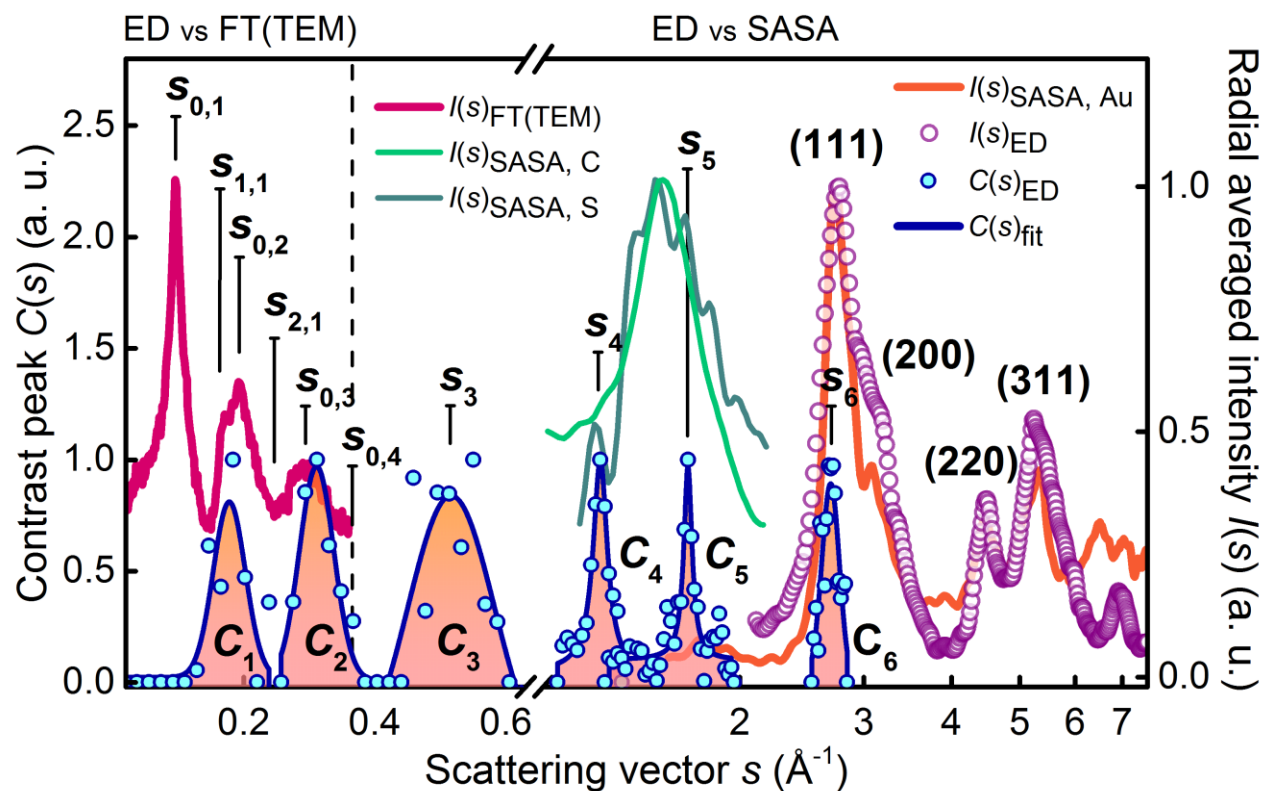 ED vs FT(TEM)
ED vs SASA
Contrast peak C(s) (a. u.)
Radial averaged intensity I(s) (a. u.)
2.5
2.0
1.5
1.0
0.5
0.0
1.0
0.5
0.0
s0,1
s1,1
s0,2
s2,1
s0,3
s0,4
s3
s4
s5
s6
I(s)FT(TEM)
I(s)SASA, C
I(s)SASA, S
I(s)SASA, Au
I(s)ED
C(s)ED
C(s)fit
(111)
(200)
(220)
(311)
C1
C2
C3
C4
C5
C6
0.2
0.4
0.6
2
3
4
5
6
7
Scattering vector s (Å-1)